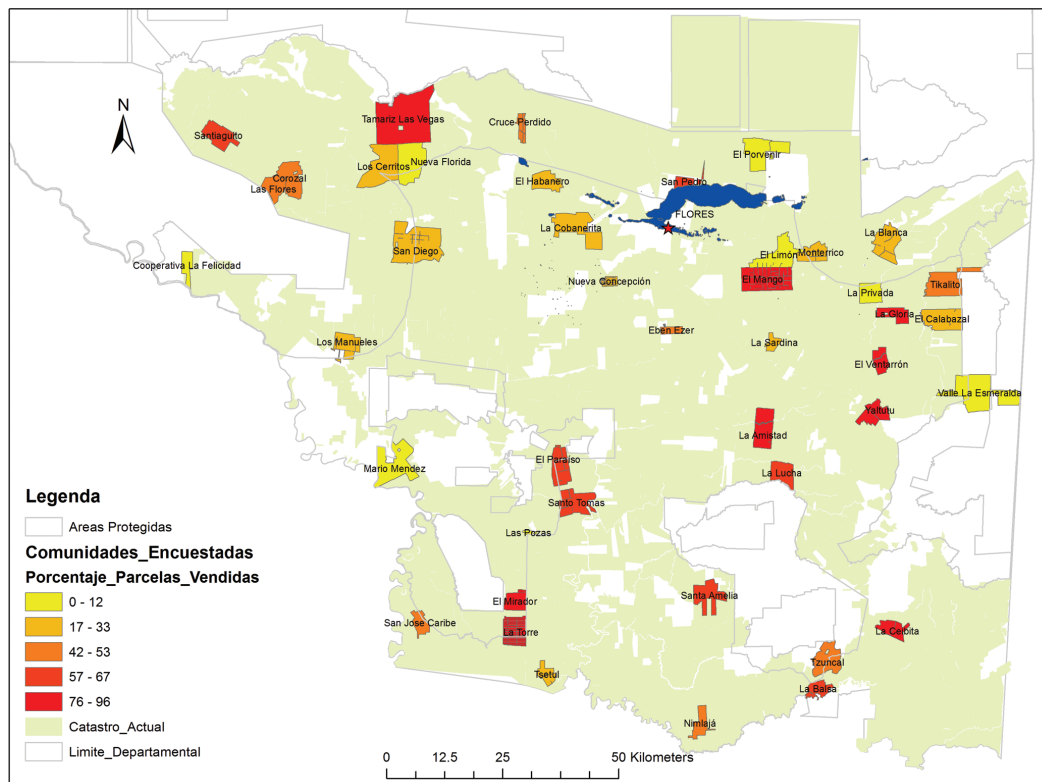 N
Tamariz Las Vegas
Cruce-Perdido
Santiaguito
El Porvenir
Los Cerritos
Nueva Florida
Corozal
Las Flores
El Habanero
San Pedro
FLORES
La Cobanerita
La Blanca
San Diego
El Limón
Monterrico
Cooperativa La Felicidad
Nueva Concepción
El Mango
Tikalito
La Privada
La Gloria
El Calabazal
Eben Ezer
Los Manueles
La Sardina
El Ventarrón
Valle La Esmeralda
Yaltutu
La Amistad
Mario Mendez
El Paraíso
La Lucha
Santo Tomas
Las Pozas
El Mirador
Santa Amelia
San Jose Caribe
La Torre
La Ceibita
Tzuncal
Tsetul
La Balsa
Nimlajá
Legenda
Areas Protegidas
Comunidades_Encuestadas
Porcentaje_Parcelas_Vendidas
0 - 12
17 - 33
42 - 53
57 - 67
76 - 96
Catastro_Actual
Limite_Departamental
0 12.5 25 50 Kilometers